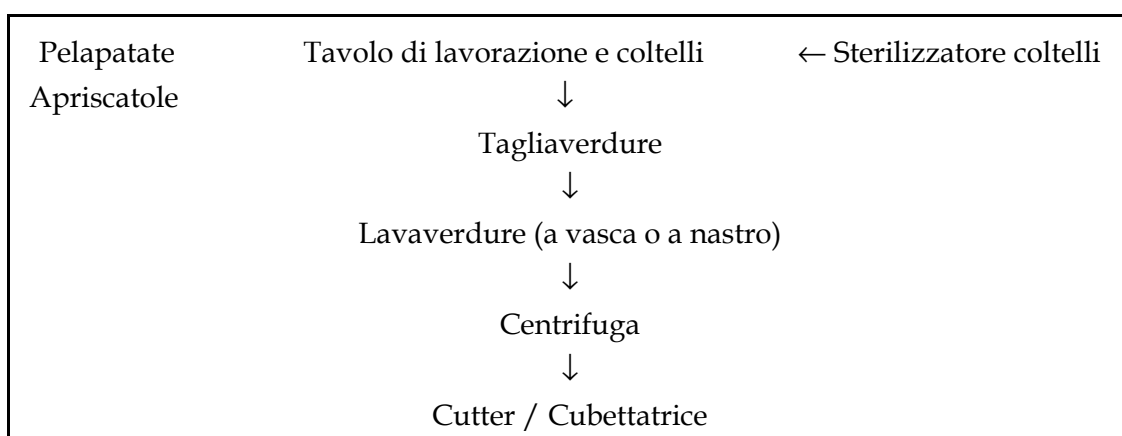 Pelapatate Tavolo di lavorazione e coltelli ← Sterilizzatore coltelli
Apriscatole ↓
Tagliaverdure
↓
Lavaverdure (a vasca o a nastro)
↓
Centrifuga
↓
Cutter / Cubettatrice